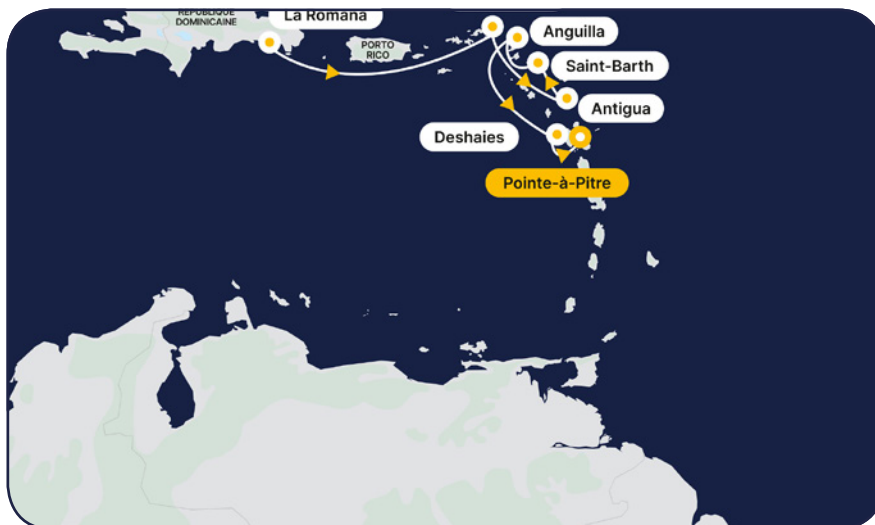 RÉPUBLIQUE
DOMINICAINE
La Romana
PORTO
RICO
Anguilla
Saint-Barth
Antigua
Deshaies
Pointe-à-Pitre